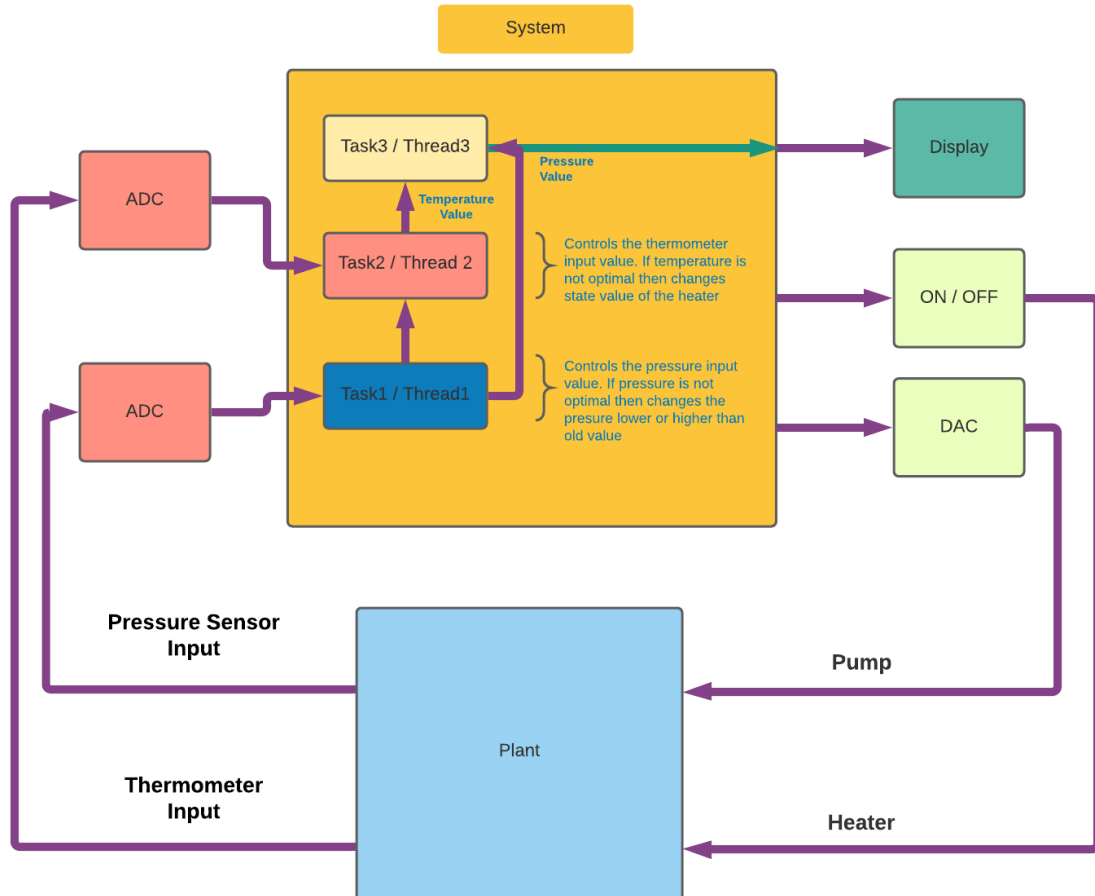 System
Task3 / Thread3
Display
Pressure
Value
ADC
Temperature
Value
Task2 / Thread 2
Controls the thermometer
input value. If temperature is
not optimal then changes
state value of the heater
ON / OFF
ADC
Task1 / Thread1
Controls the pressure input
value. If pressure is not
optimal then changes the
presure lower or higher than
old value
DAC
Pressure Sensor
Input
Pump
Plant
Thermometer
Input
Heater